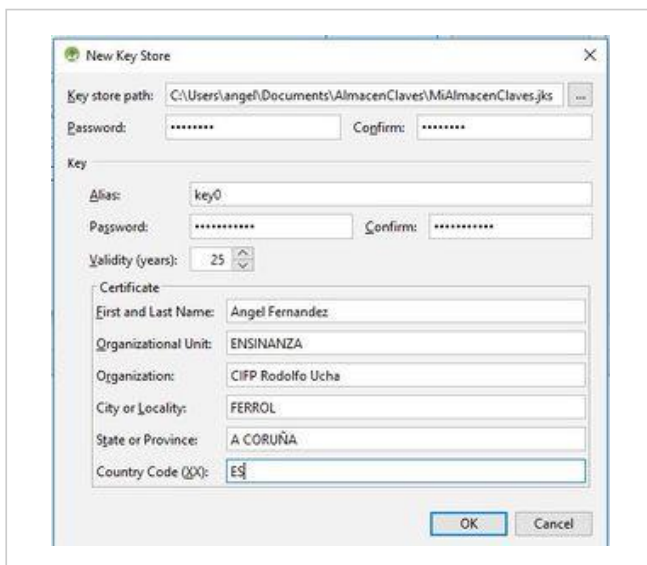 New Key Store
Key store path: C:\Users\angel\Documents\AlmacenClaves\MiAlmacenClaves.jks ...
Password: •••••••• Confirm: ••••••••
Key
Alias: key0
Password: ••••••••••• Confirm: •••••••••••
Validity (years): 25
Certificate
First and Last Name: Angel Fernandez
Organizational Unit: ENSINANZA
Organization: CIFP Rodolfo Ucha
City or Locality: FERROL
State or Province: A CORUÑA
Country Code (XX): ES
OK Cancel